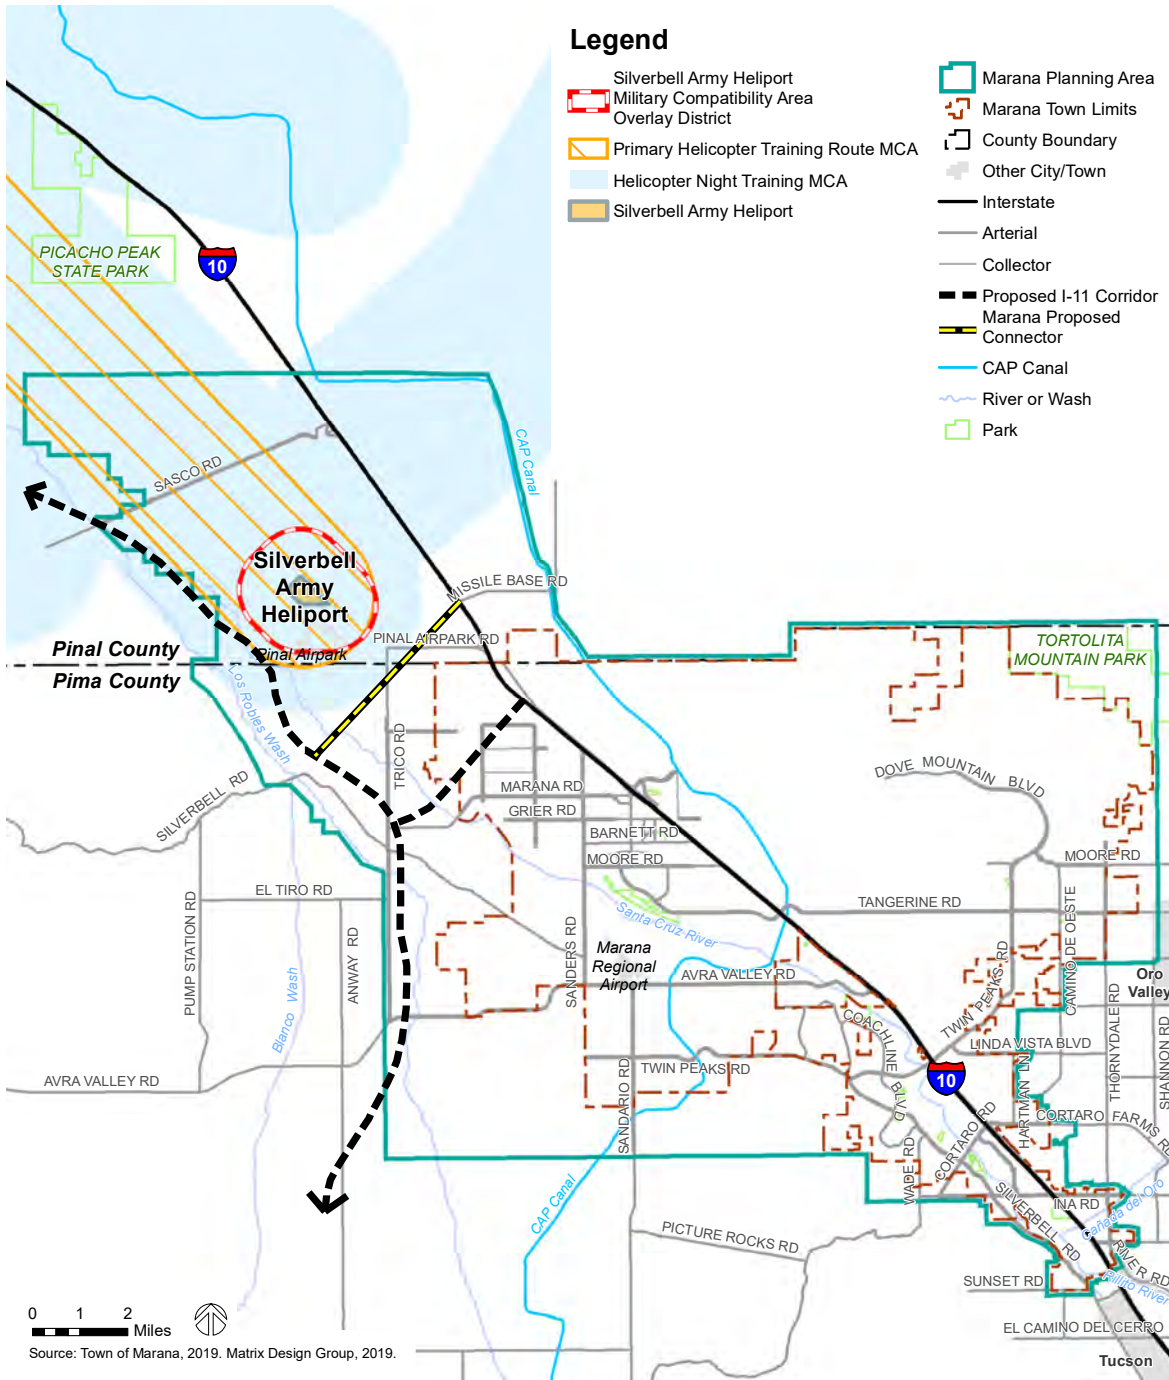 Legend
Silverbell Army Heliport
Military Compatibility Area
Overlay District
Primary Helicopter Training Route MCA
Helicopter Night Training MCA
Silverbell Army Heliport
Marana Planning Area
Marana Town Limits
County Boundary
Other City/Town
Interstate
Arterial
Collector
Proposed I-11 Corridor
Marana Proposed
Connector
CAP Canal
River or Wash
Park
PICACHO PEAK
STATE PARK
10
CAP Canal
SASCO RD
Silverbell
Army
Heliport
MISSILE BASE RD
PINAL AIRPARK RD
Pinal Airpark
Pinal County
Pima County
TORTOLITA
MOUNTAIN PARK
Los Robles Wash
TRICO RD
SILVERBELL RD
MARANA RD
GRIER RD
BARNETT RD
MOORE RD
DOVE MOUNTAIN BLVD
MOORE RD
EL TIRO RD
TANGERINE RD
PUMP STATION RD
ANWAY RD
Blanco Wash
SANDERS RD
Santa Cruz River
Marana
Regional
Airport
AVRA VALLEY RD
CAMINO DE OESTE
TWIN PEAKS RD
Oro
Valley
COACHLINE BLVD
LINDA VISTA BLVD
THORNYDALE RD
SHANNON RD
TWIN PEAKS RD
10
HARTMAN LN
AVRA VALLEY RD
SANDARIO RD
CORTARO FARMS RD
CORTARO RD
WADE RD
CAP Canal
SILVERBELL RD
INA RD
Cañada del Oro
PICTURE ROCKS RD
RIVER RD
SUNSET RD
Rillito River
EL CAMINO DEL CERRO
Tucson
0 1 2
Miles
Source: Town of Marana, 2019. Matrix Design Group, 2019.